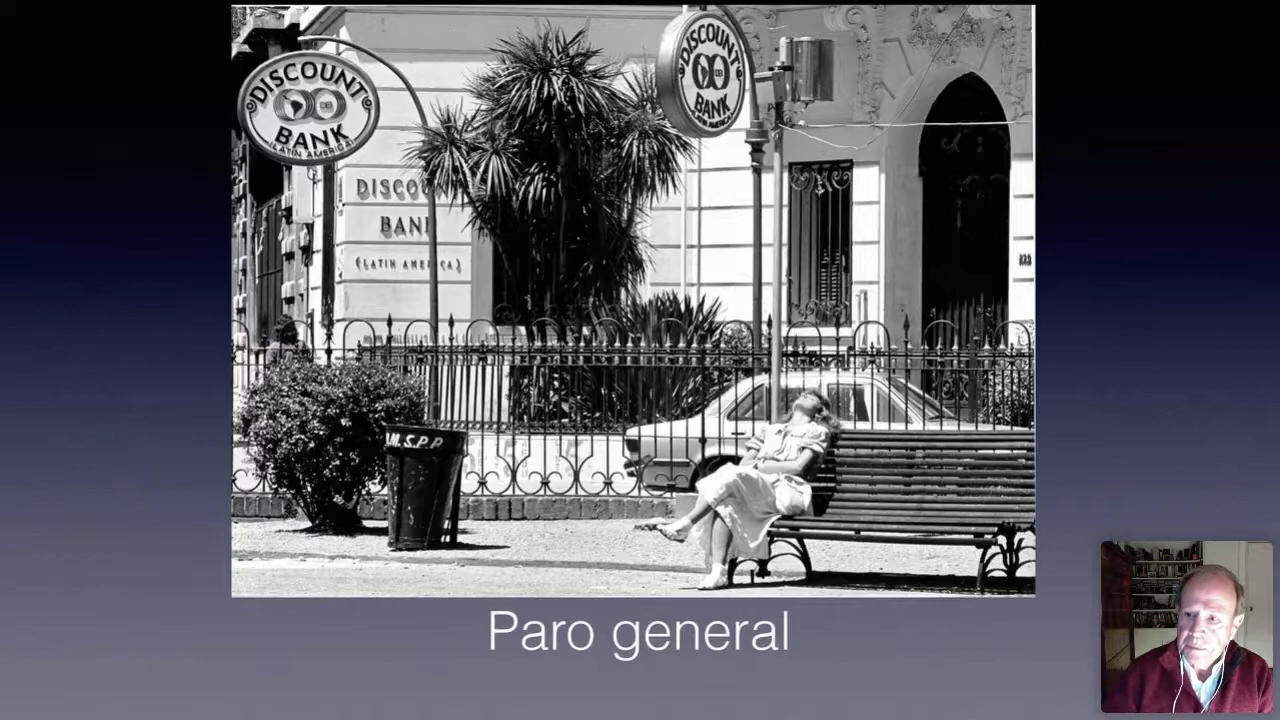 DISCOUNT
BANK
(LATIN AMERICA)
DISCOUNT
BANK
DISCOUNT
BANK
(LATIN AMERICA)
M.S.P.P
Paro general